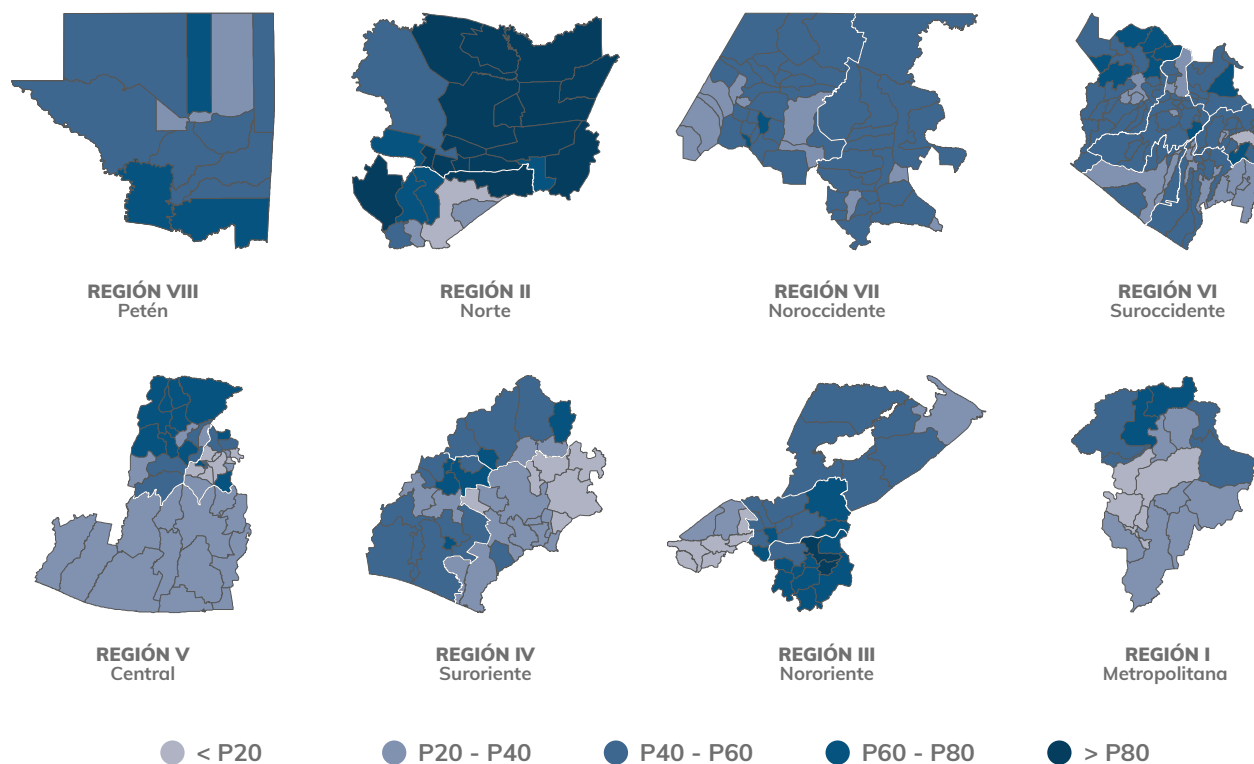 REGIÓN VIII
Petén
REGIÓN II
Norte
REGIÓN VII
Noroccidente
REGIÓN VI
Suroccidente
REGIÓN V
Central
REGIÓN IV
Suroriente
REGIÓN III
Nororiente
REGIÓN I
Metropolitana
< P20
P20 - P40
P40 - P60
P60 - P80
> P80